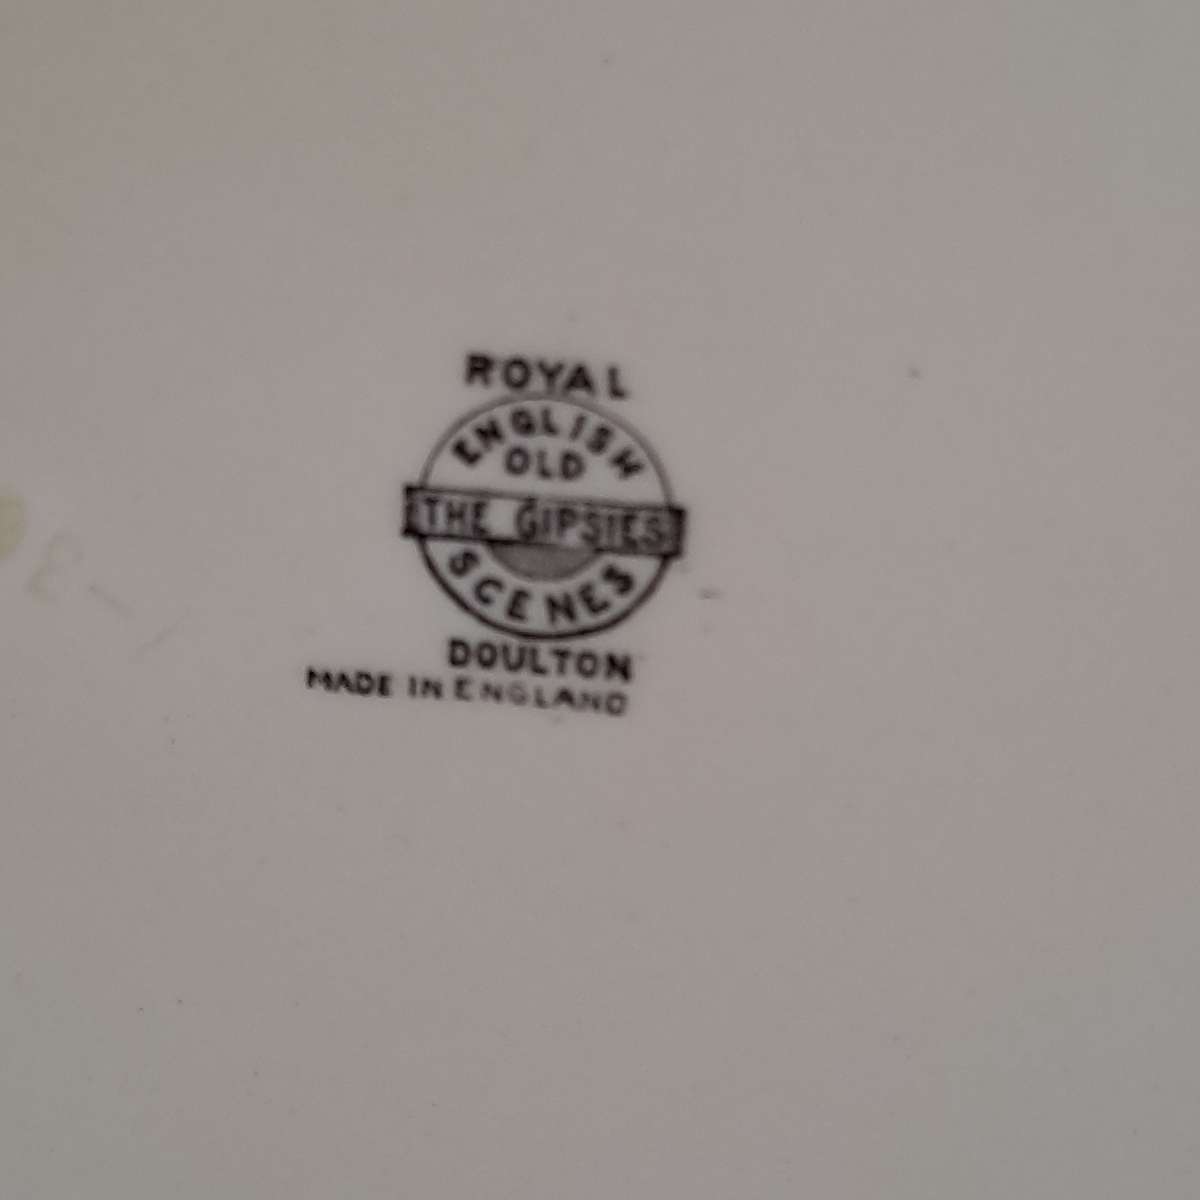 ROYAL
ENGLISH
OLD
THE GIPSIES
SCENES
DOULTON
MADE IN ENGLAND